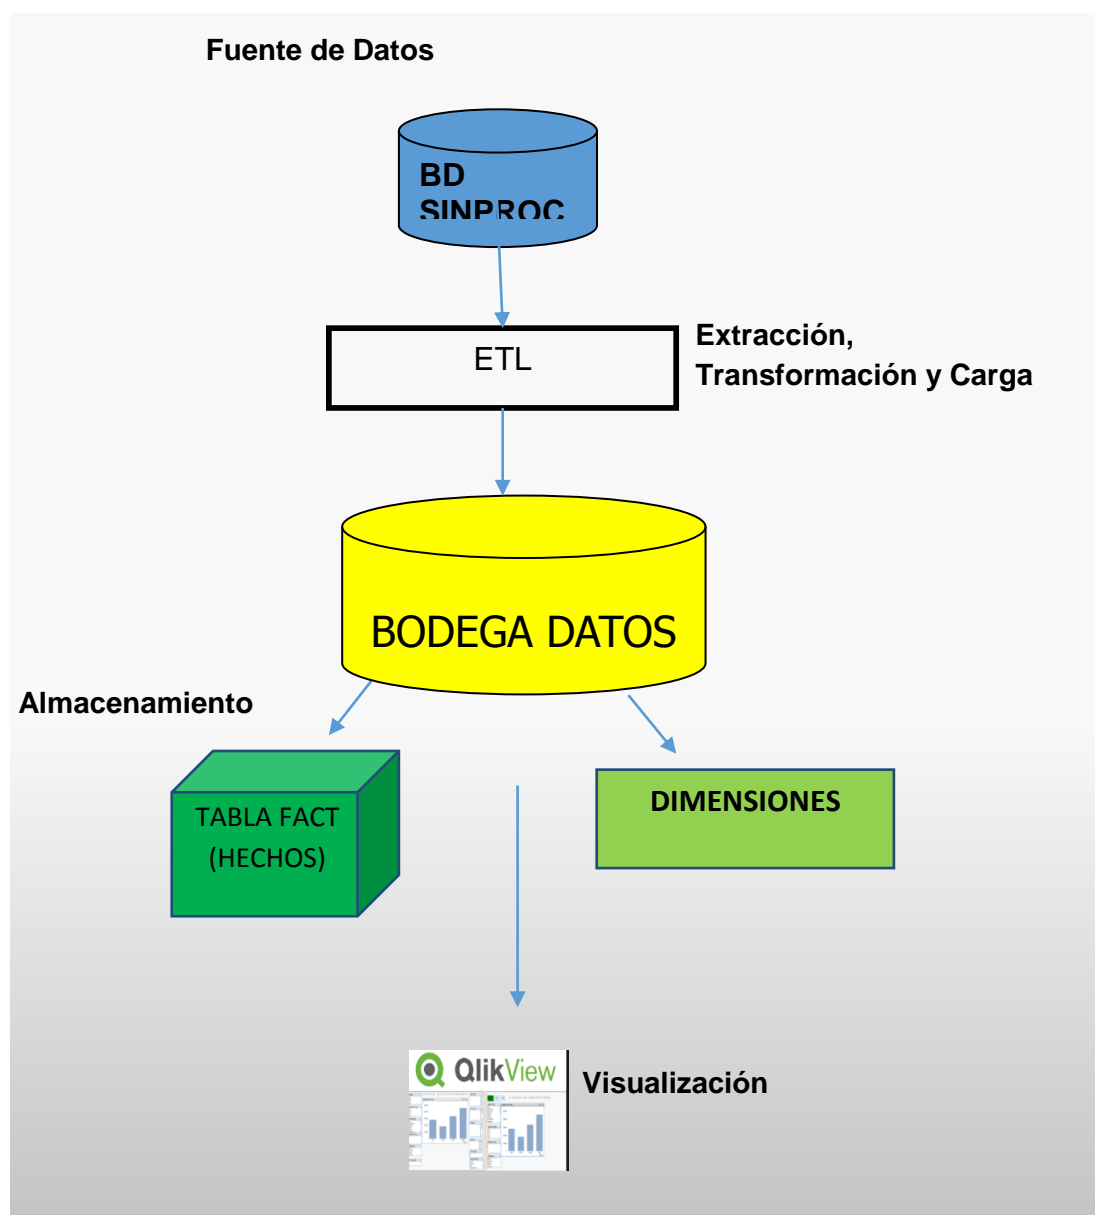 Fuente de Datos
BD
SINPROC
ETL
Extracción,
Transformación y Carga
BODEGA DATOS
Almacenamiento
TABLA FACT
(HECHOS)
DIMENSIONES
QlikView
Visualización